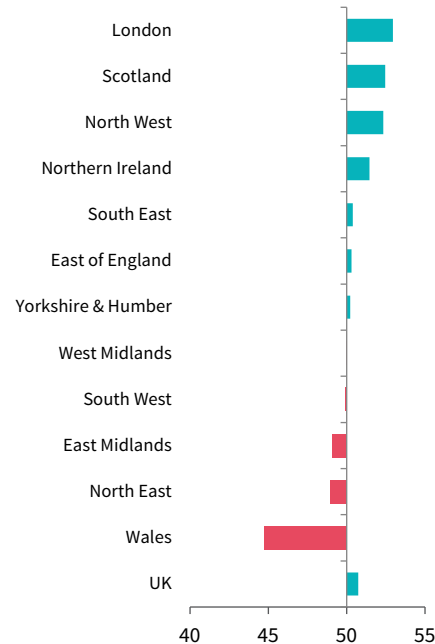 London
Scotland
North West
Northern Ireland
South East
East of England
Yorkshire & Humber
West Midlands
South West
East Midlands
North East
Wales
UK
40 45 50 55